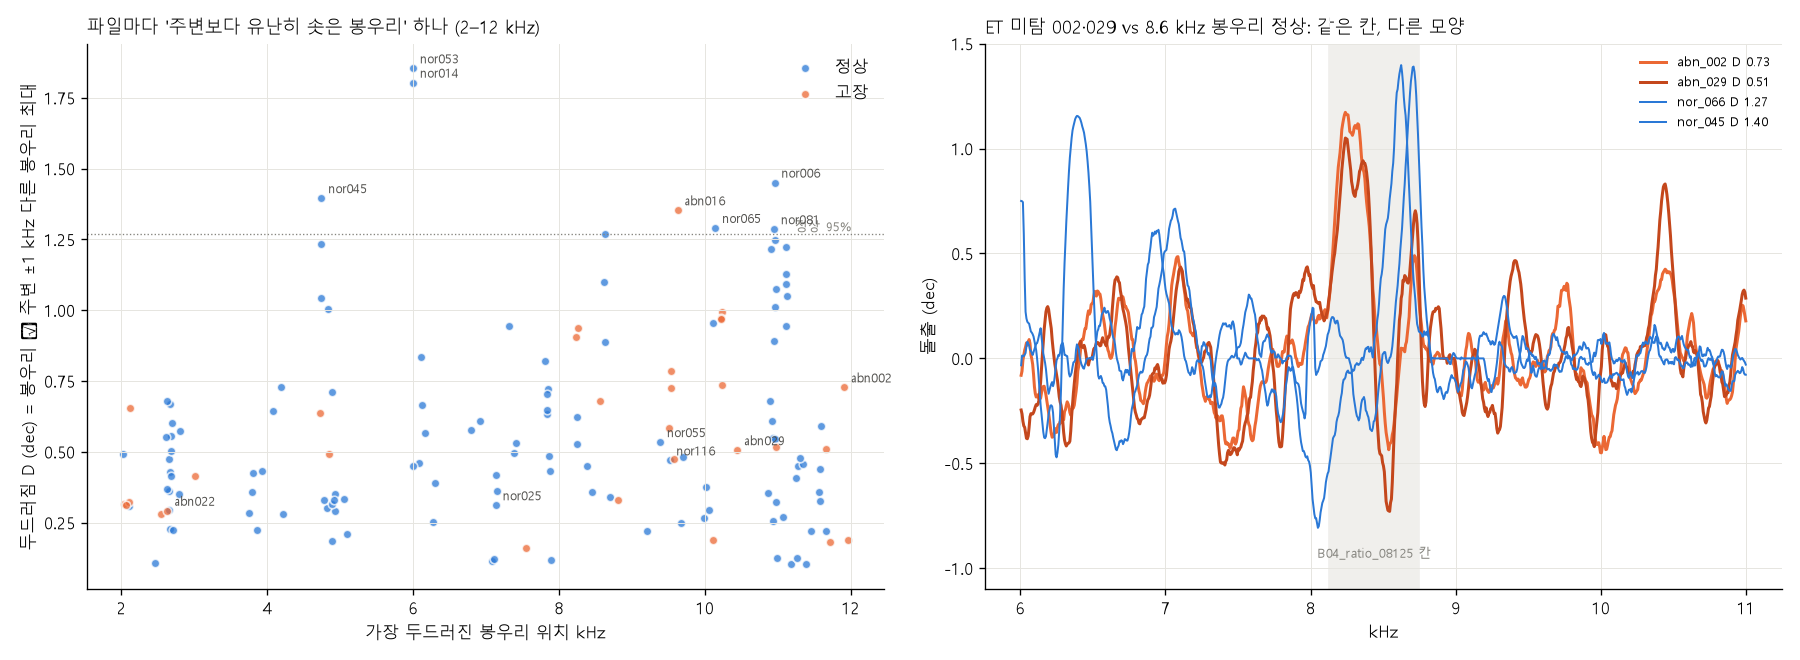 파일마다 '주변보다 유난히 솟은 봉우리' 하나 (2–12 kHz)
두드러짐 D (dec) = 봉우리 주변 ±1 kHz 다른 봉우리 최대
1.75
1.50
1.25
1.00
0.75
0.50
0.25
정상
고장
nor053
nor014
nor045
nor006
abn016
nor065
nor081
95%
abn002
nor055
abn029
nor116
nor025
abn022
2 4 6 8 10 12
가장 두드러진 봉우리 위치 kHz
ET 미탐 002·029 vs 8.6 kHz 봉우리 정상: 같은 칸, 다른 모양
돌출 (dec)
1.5
1.0
0.5
0.0
-0.5
-1.0
abn_002 D 0.73
abn_029 D 0.51
nor_066 D 1.27
nor_045 D 1.40
B04_ratio_08125 칸
6 7 8 9 10 11
kHz